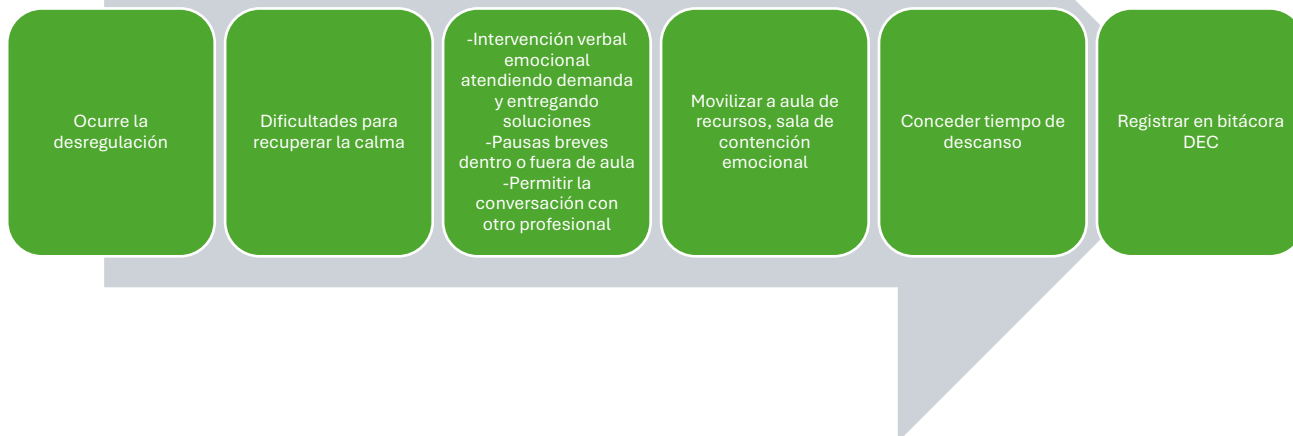 Ocurre la
desregulación
Dificultades para
recuperar la calma
-Intervención verbal
emocional
atendiendo demanda
y entregando
soluciones
-Pausas breves
dentro o fuera de aula
-Permitir la
conversación con
otro profesional
Movilizar a aula de
recursos, sala de
contención
emocional
Conceder tiempo de
descanso
Registrar en bitácora
DEC